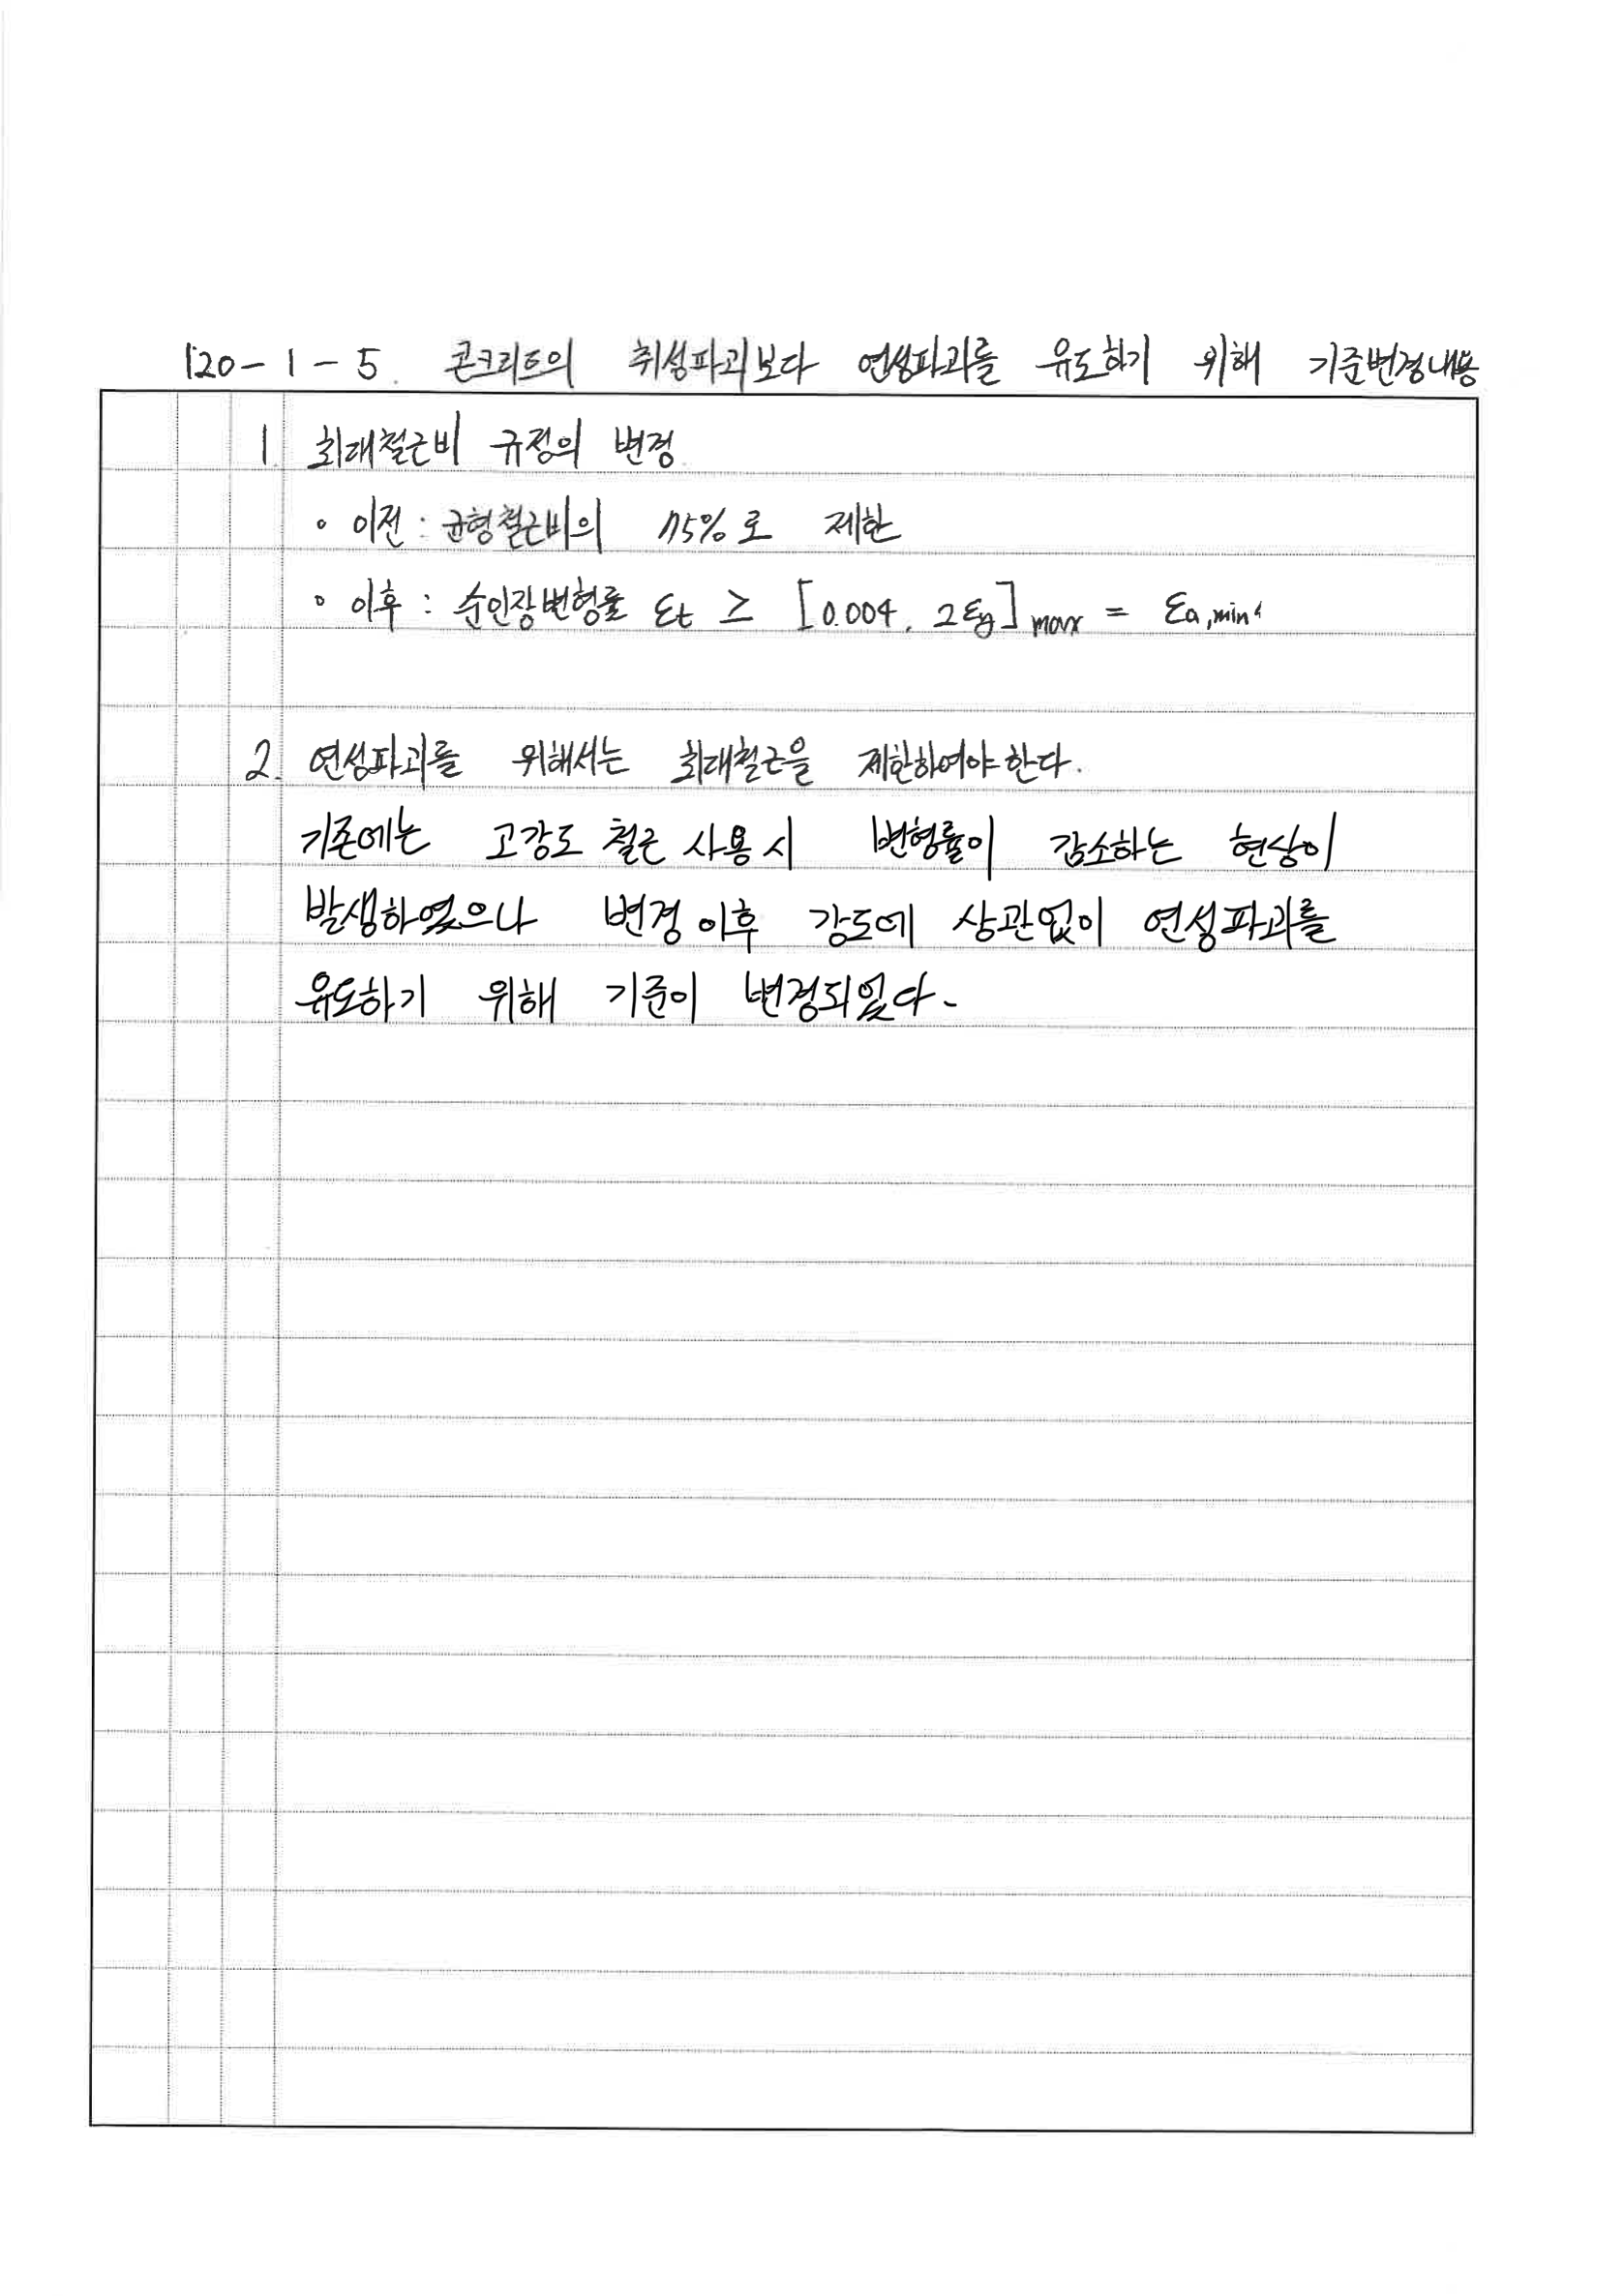 120-1-5. 콘크리트의 취성파괴보다 연성파괴를 유도하기 위해 기준변경내용
1. 최대철근비 규정의 변경
• 이전 : 균형철근비의 75%로 제한
• 이후 : 순인장변형률 εt ≥ [0.004, 2εy] max = εa,min
2. 연성파괴를 위해서는 최대철근을 제한하여야한다.
기존에는 고강도 철근 사용시 변형률이 감소하는 현상이
발생하였으나 변경이후 강도에 상관없이 연성파괴를
유도하기 위해 기준이 변경되었다.